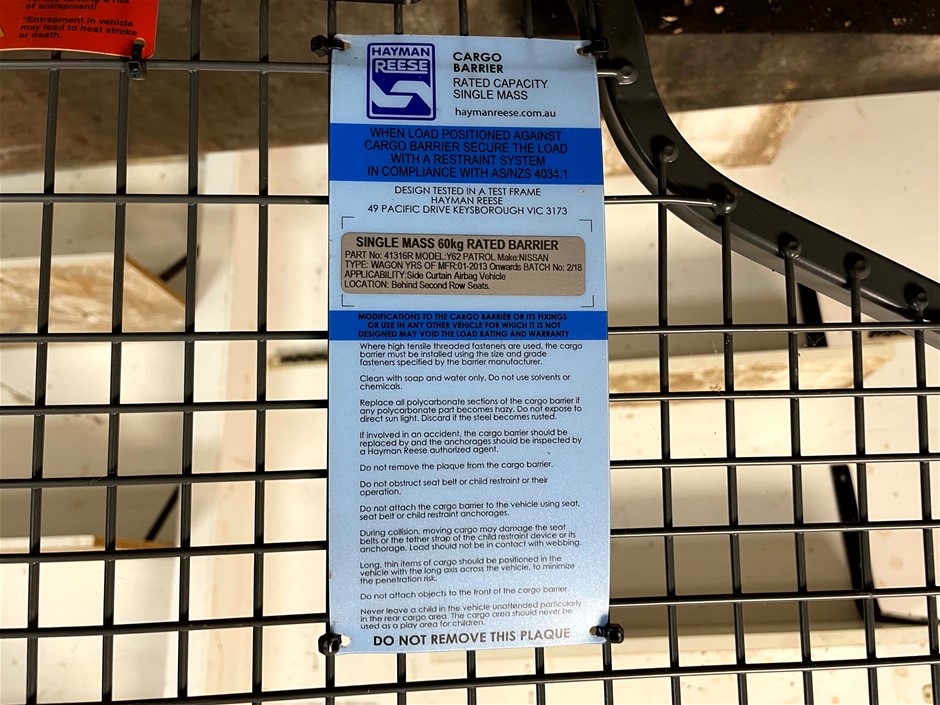 of entrapment!
*Entrapment in vehicle
may lead to heat stroke
or death.
HAYMAN
REESE
CARGO
BARRIER
RATED CAPACITY
SINGLE MASS
haymanreese.com.au
WHEN LOAD POSITIONED AGAINST
CARGO BARRIER SECURE THE LOAD
WITH A RESTRAINT SYSTEM
IN COMPLIANCE WITH AS/NZS 4034.1
DESIGN TESTED IN A TEST FRAME
HAYMAN REESE
49 PACIFIC DRIVE KEYSBOROUGH VIC 3173
SINGLE MASS 60kg RATED BARRIER
PART No: 41316R MODEL:Y62 PATROL Make:NISSAN
TYPE: WAGON YRS OF MFR:01-2013 Onwards BATCH No: 2/18
APPLICABILITY:Side Curtain Airbag Vehicle
LOCATION: Behind Second Row Seats.
MODIFICATIONS TO THE CARGO BARRIER OR ITS FIXINGS
OR USE IN ANY OTHER VEHICLE FOR WHICH IT IS NOT
DESIGNED MAY VOID THE LOAD RATING AND WARRANTY
Where high tensile threaded fasteners are used, the cargo
barrier must be installed using the size and grade
fasteners specified by the barrier manufacturer.
Clean with soap and water only. Do not use solvents or
chemicals.
Replace all polycarbonate sections of the cargo barrier if
any polycarbonate part becomes hazy. Do not expose to
direct sun light. Discard if the steel becomes rusted.
If involved in an accident, the cargo barrier should be
replaced by and the anchorages should be inspected by
a Hayman Reese authorized agent.
Do not remove the plaque from the cargo barrier.
Do not obstruct seat belt or child restraint or their
operation.
Do not attach the cargo barrier to the vehicle using seat,
seat belt or child restraint anchorages.
During collision, moving cargo may damage the seat
belts or the tether strap of the child restraint device or its
anchorage. Load should not be in contact with webbing.
Long, thin items of cargo should be positioned in the
vehicle with the long axis across the vehicle, to minimize
the penetration risk.
Do not attach objects to the front of the cargo barrier.
Never leave a child in the vehicle unattended particularly
in the rear cargo area. The cargo area should never be
used as a play area for children.
DO NOT REMOVE THIS PLAQUE